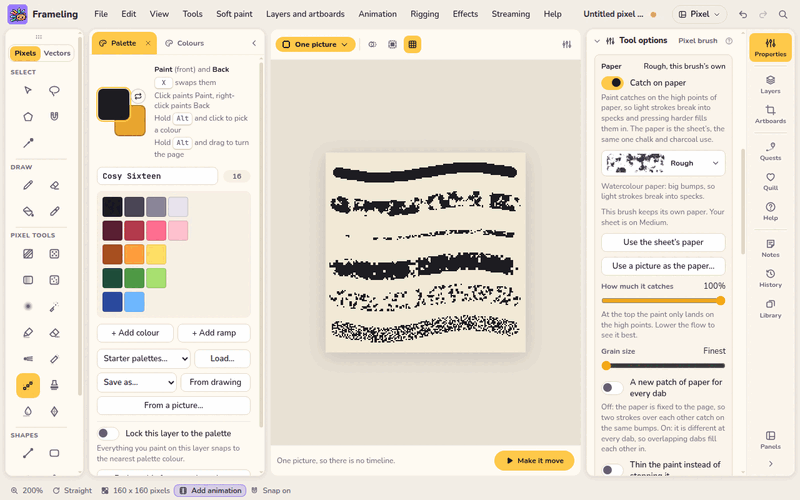 Frameling
File Edit View Tools Soft paint Layers and artboards Animation Rigging Effects Streaming Help
Untitled pixel ...
Pixel
Pixels Vectors
SELECT
DRAW
PIXEL TOOLS
SHAPES
Palette
Colours
Paint (front) and Back
X swaps them
Click paints Paint, right-
click paints Back
Hold Alt and click to pick
a colour
Hold Alt and drag to turn
the page
Cosy Sixteen 16
+ Add colour + Add ramp
Starter palettes... Load...
Save as... From drawing
From a picture...
Lock this layer to the palette
Everything you paint on this layer snaps to
the nearest palette colour.
One picture
One picture, so there is no timeline.
Make it move
Tool options Pixel brush
Paper Rough, this brush's own
Catch on paper
Paint catches on the high points of
paper, so light strokes break into
specks and pressing harder fills
them in. The paper is the sheet's, the
same one chalk and charcoal use.
Rough
Watercolour paper: big bumps, so
light strokes break into specks.
This brush keeps its own paper. Your
sheet is on Medium.
Use the sheet's paper
Use a picture as the paper...
How much it catches 100%
At the top the paint only lands on
the high points. Lower the flow to
see it best.
Grain size Finest
A new patch of paper for
every dab
Off: the paper is fixed to the page, so
two strokes over each other catch on
the same bumps. On: it is different at
every dab, so overlapping dabs fill
each other in.
Thin the paint instead of
Properties
Layers
Artboards
Quests
Quill
Help
Notes
History
Library
Panels
200% Straight 160 x 160 pixels Add animation Snap on